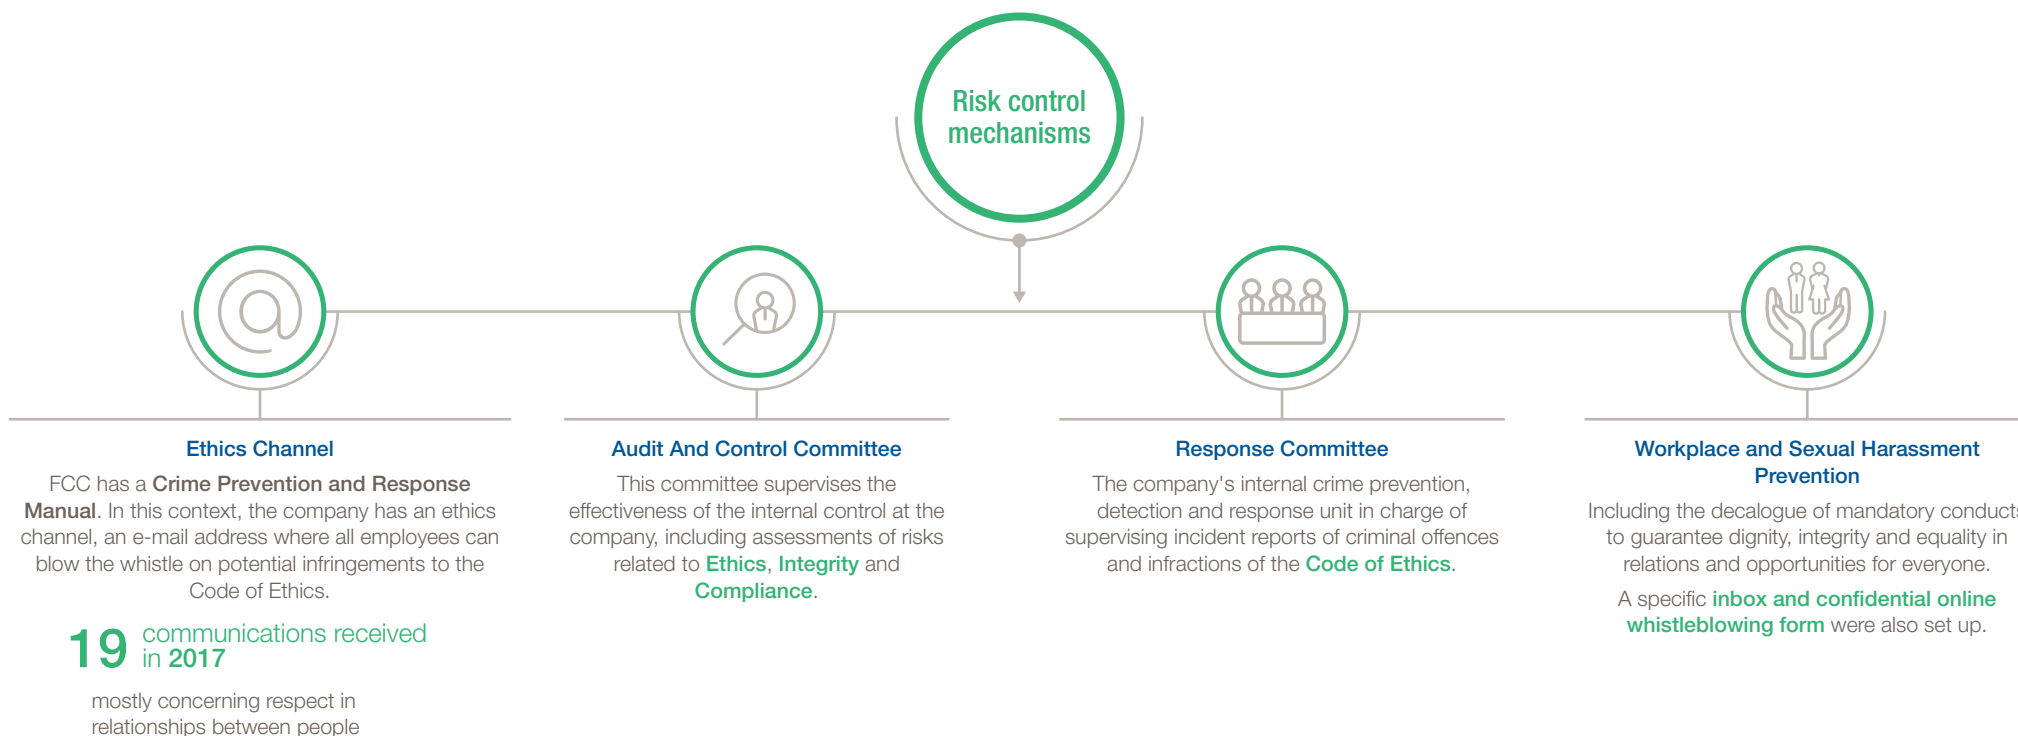 Risk control
mechanisms
Ethics Channel
FCC has a Crime Prevention and Response
Manual. In this context, the company has an ethics
channel, an e-mail address where all employees can
blow the whistle on potential infringements to the
Code of Ethics.
19 communications received
in 2017
mostly concerning respect in
relationships between people
Audit And Control Committee
This committee supervises the
effectiveness of the internal control at the
company, including assessments of risks
related to Ethics, Integrity and
Compliance.
Response Committee
The company's internal crime prevention,
detection and response unit in charge of
supervising incident reports of criminal offences
and infractions of the Code of Ethics.
Workplace and Sexual Harassment
Prevention
Including the decalogue of mandatory conducts
to guarantee dignity, integrity and equality in
relations and opportunities for everyone.
A specific inbox and confidential online
whistleblowing form were also set up.